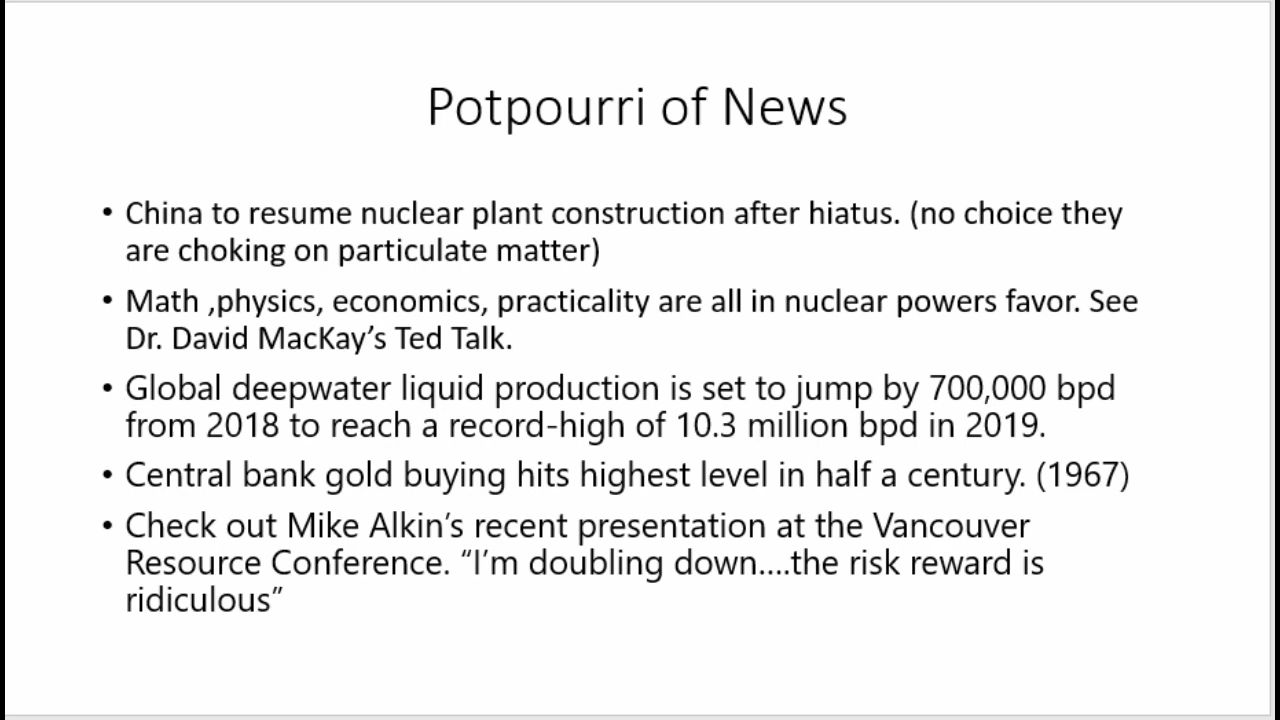 Potpourri of News
• China to resume nuclear plant construction after hiatus. (no choice they
are choking on particulate matter)
• Math ,physics, economics, practicality are all in nuclear powers favor. See
Dr. David MacKay’s Ted Talk.
• Global deepwater liquid production is set to jump by 700,000 bpd
from 2018 to reach a record-high of 10.3 million bpd in 2019.
• Central bank gold buying hits highest level in half a century. (1967)
• Check out Mike Alkin’s recent presentation at the Vancouver
Resource Conference. “I’m doubling down….the risk reward is
ridiculous”